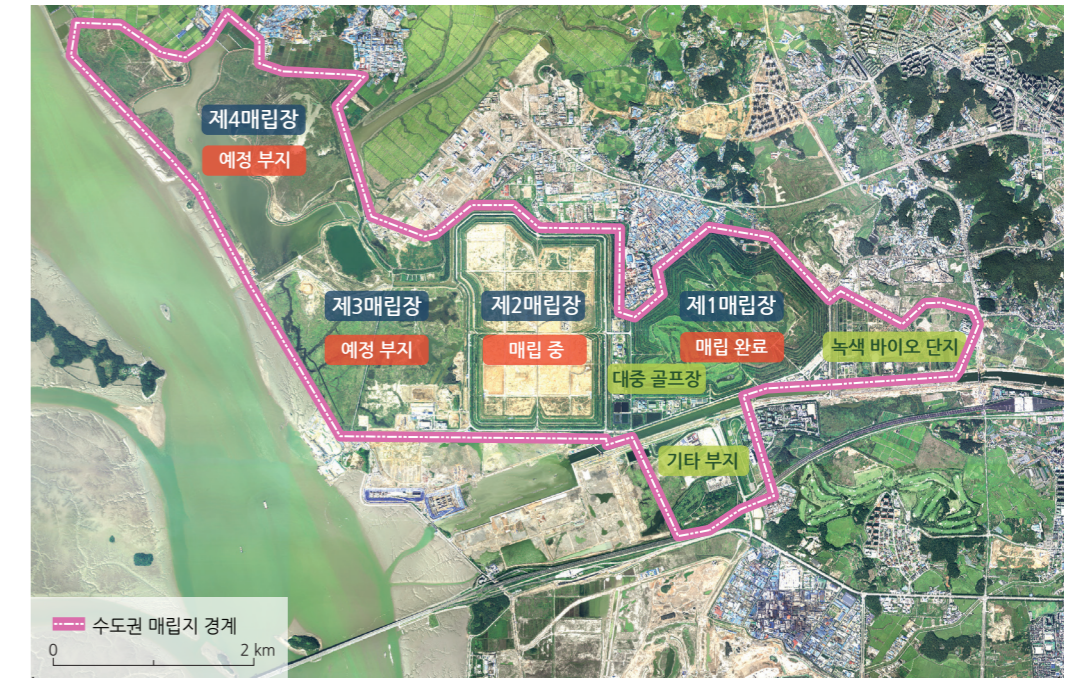 제4매립장
예정 부지
제3매립장
예정 부지
제2매립장
매립 중
제1매립장
매립 완료
대중 골프장
녹색 바이오 단지
기타 부지
수도권 매립지 경계
0
2 km